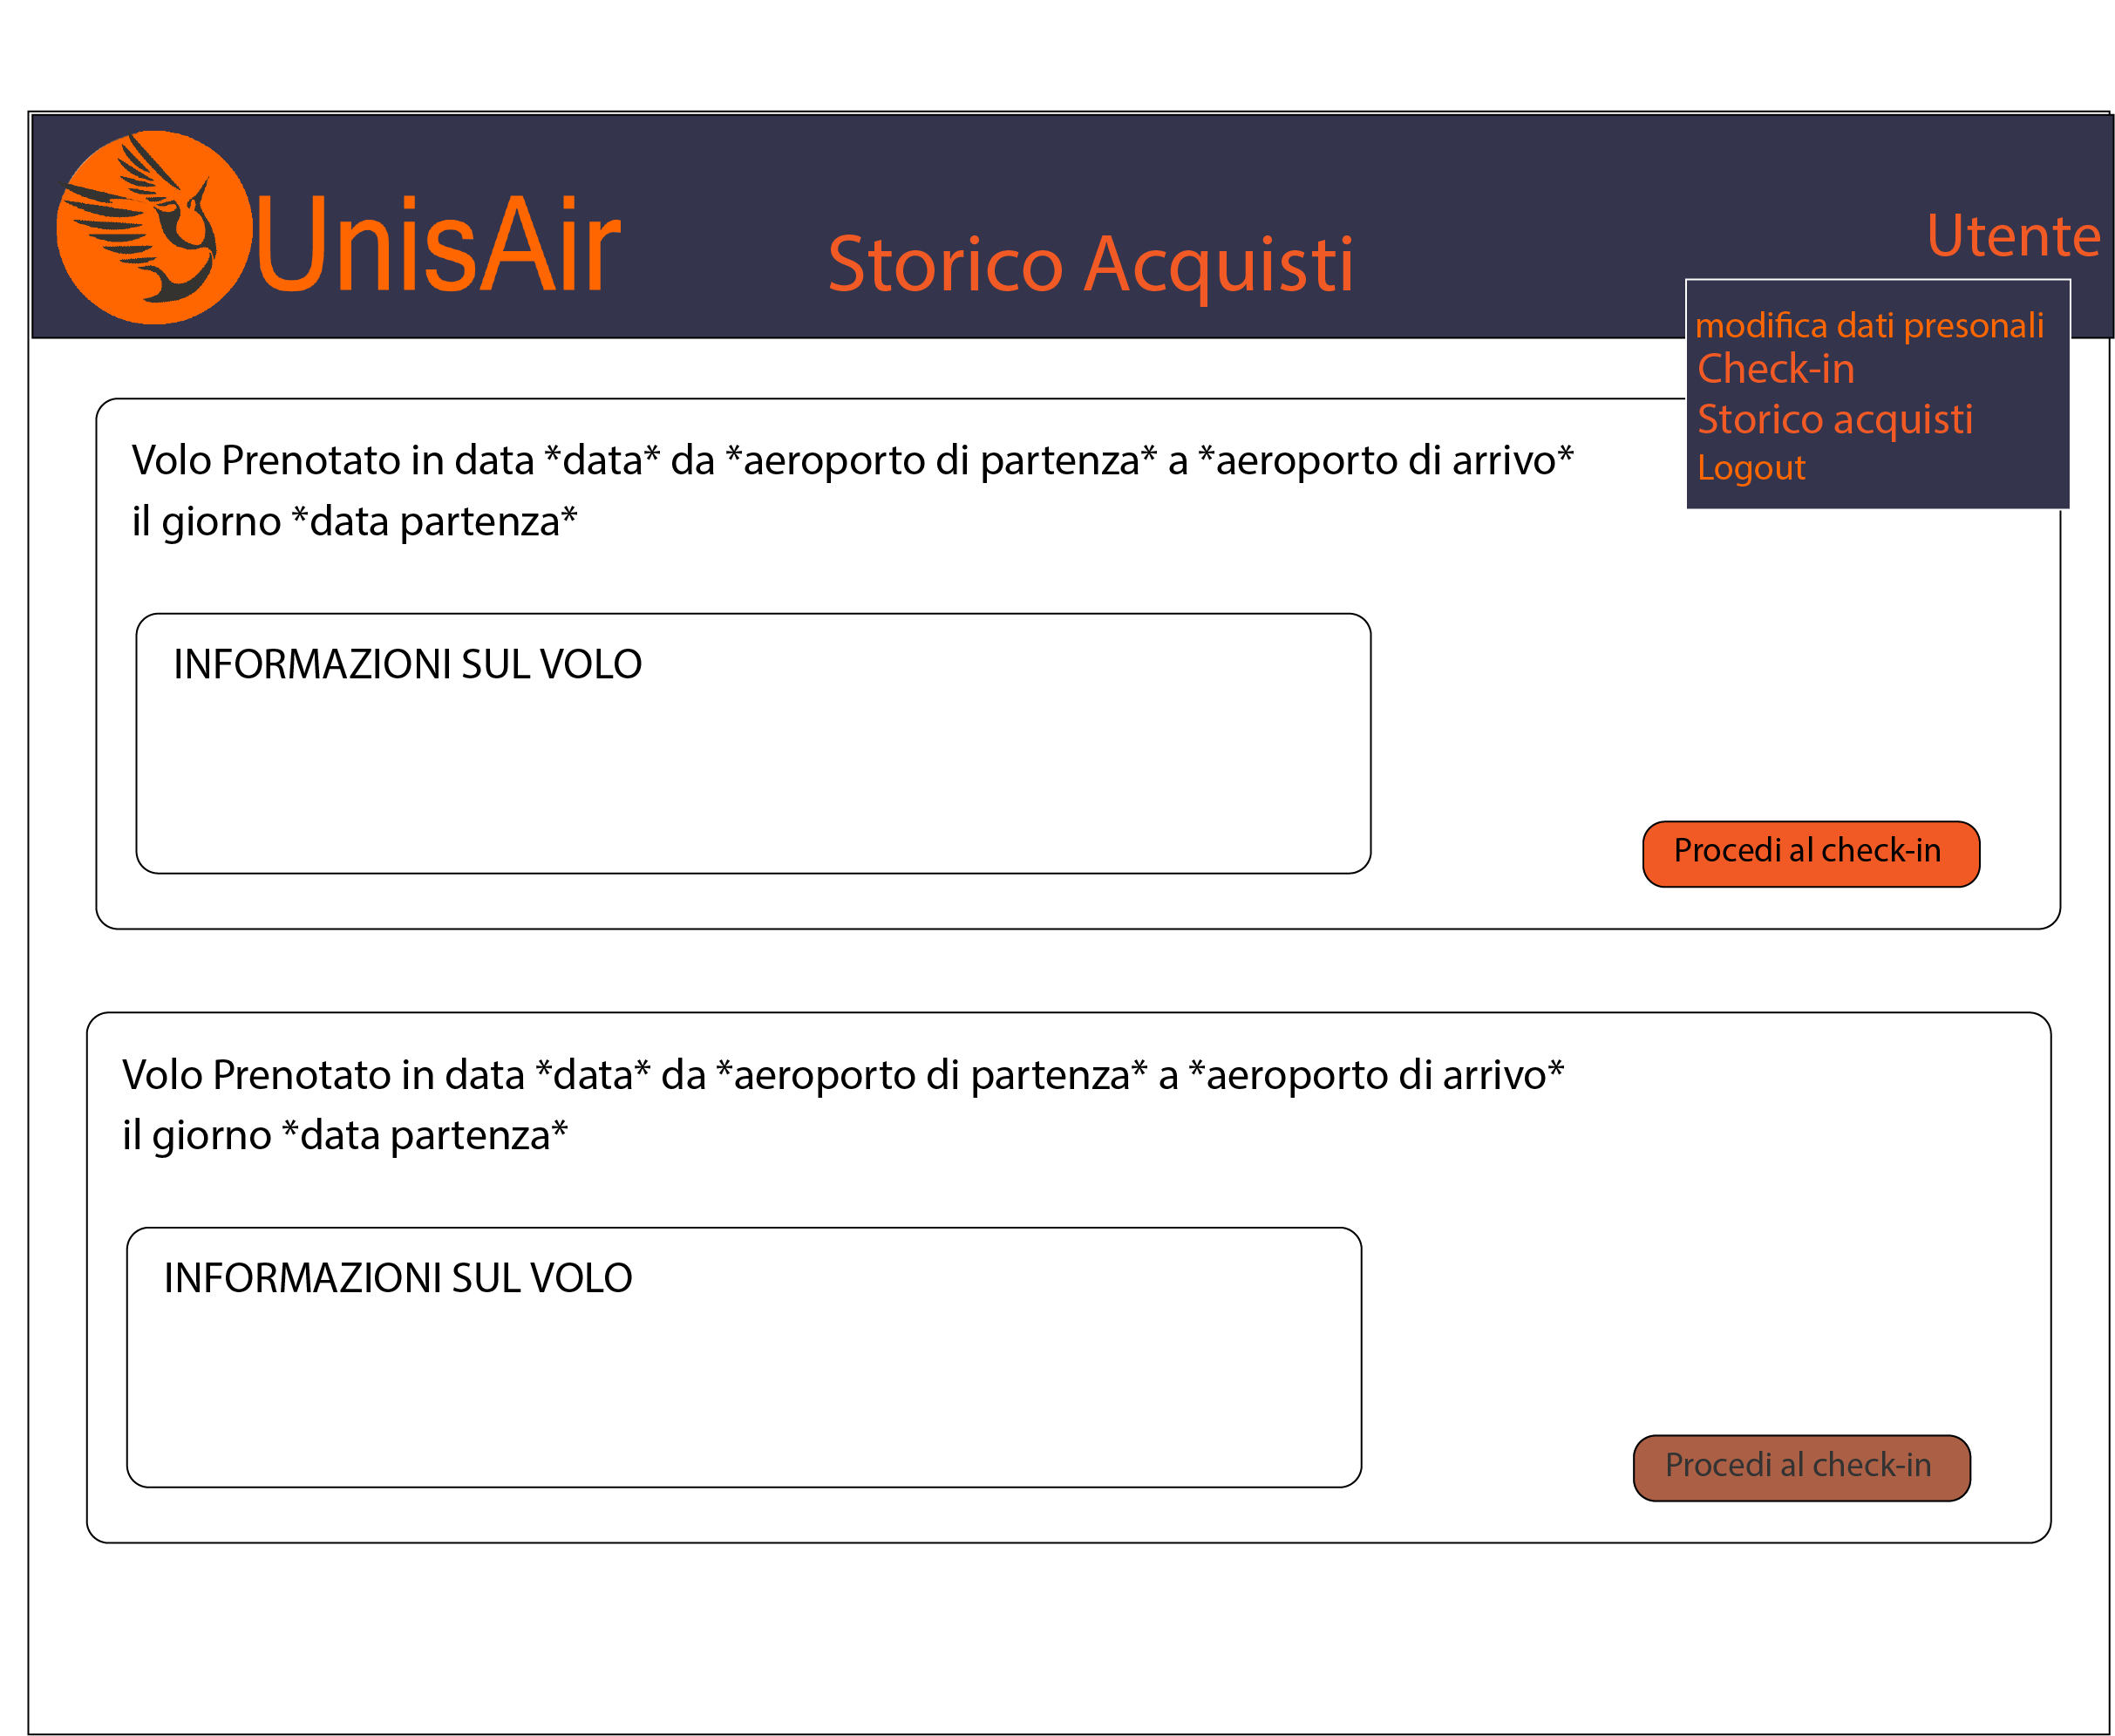 UnisAir
Storico Acquisti
Utente
modifica dati presonali
Check-in
Storico acquisti
Logout
Volo Prenotato in data *data* da *aeroporto di partenza* a *aeroporto di arrivo*
il giorno *data partenza*
INFORMAZIONI SUL VOLO
Procedi al check-in
Volo Prenotato in data *data* da *aeroporto di partenza* a *aeroporto di arrivo*
il giorno *data partenza*
INFORMAZIONI SUL VOLO
Procedi al check-in